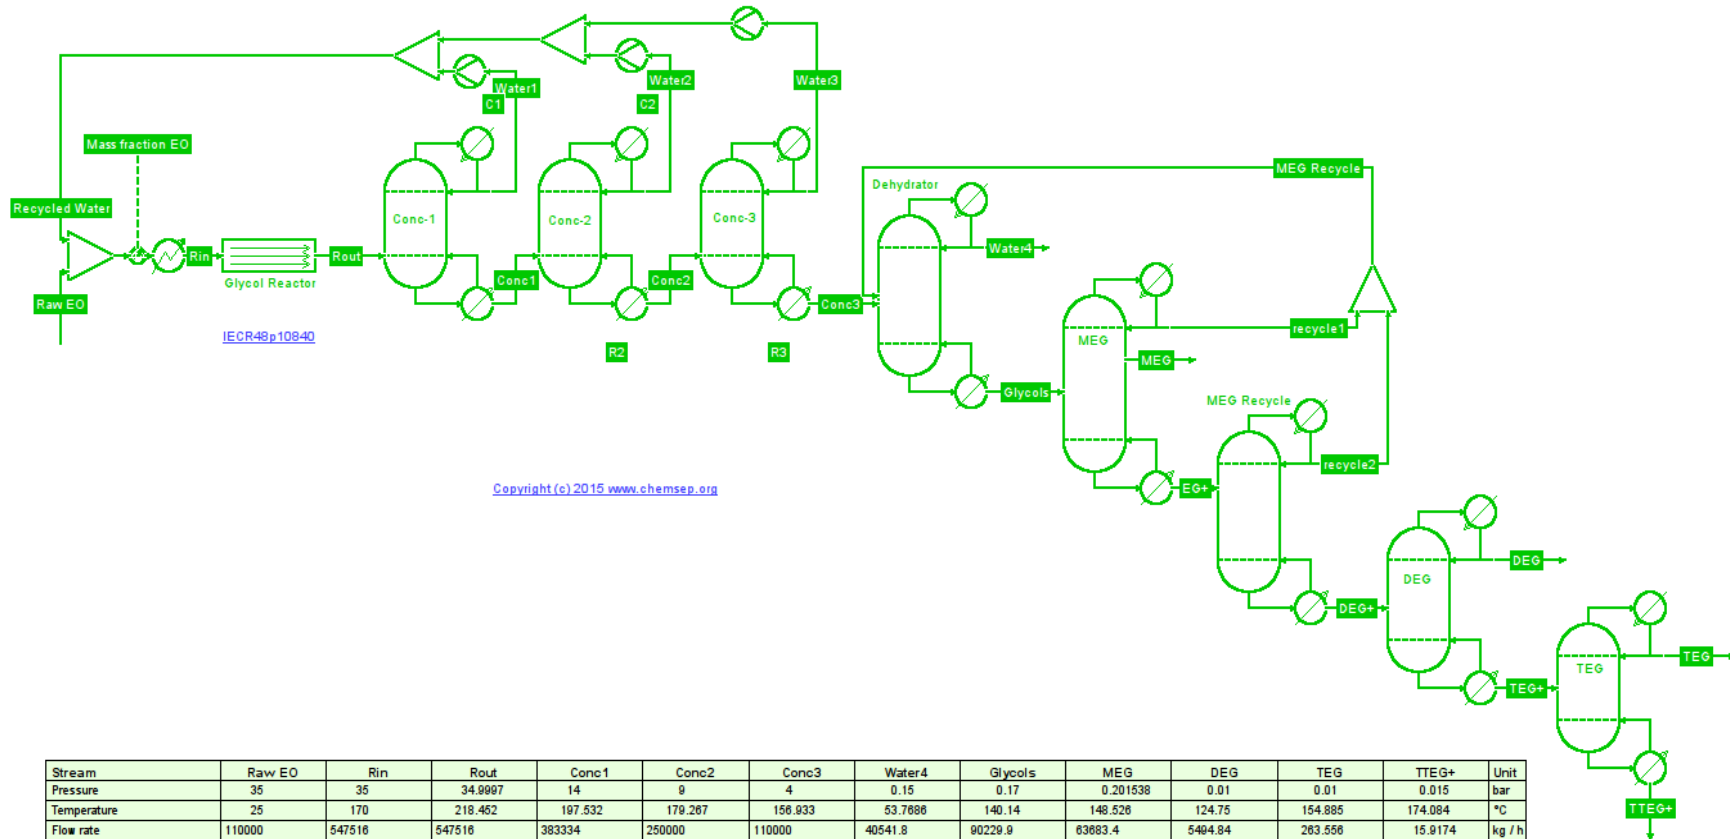 Water1
Water2
Water3
C1
C2
Mass fraction EO
MEG Recycle
Dehydrator
Recycled Water
Conc-1
Conc-2
Conc-3
Water4
Rin
Rout
Glycol Reactor
Raw EO
Conc1
Conc2
Conc3
IECR48p10840
R2
R3
recycle1
MEG
MEG
Glycols
MEG Recycle
recycle2
EG+
Copyright (c) 2015 www.chemsep.org
DEG
DEG
DEG+
TEG
TEG
TEG+
TTEG+
Stream Raw EO Rin Rout Conc1 Conc2 Conc3 Water4 Glycols MEG DEG TEG TTEG+ Unit
Pressure 35 35 34.9997 14 9 4 0.15 0.17 0.201538 0.01 0.01 0.015 bar
Temperature 25 170 218.452 197.532 179.267 156.933 53.7686 140.14 148.526 124.75 154.885 174.084 °C
Flow rate 110000 547516 547516 383334 250000 110000 40541.8 90229.9 63683.4 5494.84 263.556 15.9174 kg / h